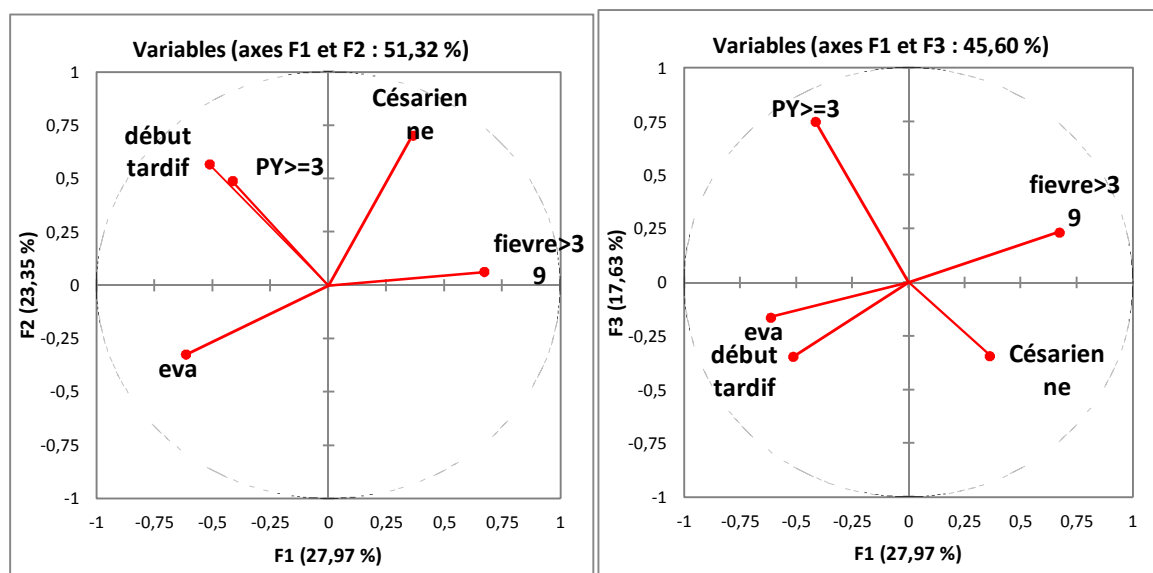 Variables (axes F1 et F2 : 51,32 %)
1
0,75
0,5
0,25
0
-0,25
-0,5
-0,75
-1
F2 (23,35 %)
Césarien
ne
début
tardif
PY>=3
fievre>3
9
eva
-1
-0,75
-0,5
-0,25
0
0,25
0,5
0,75
1
F1 (27,97 %)
Variables (axes F1 et F3 : 45,60 %)
1
0,75
0,5
0,25
0
-0,25
-0,5
-0,75
-1
F3 (17,63 %)
PY>=3
fievre>3
9
eva
début
tardif
Césarien
ne
-1
-0,75
-0,5
-0,25
0
0,25
0,5
0,75
1
F1 (27,97 %)